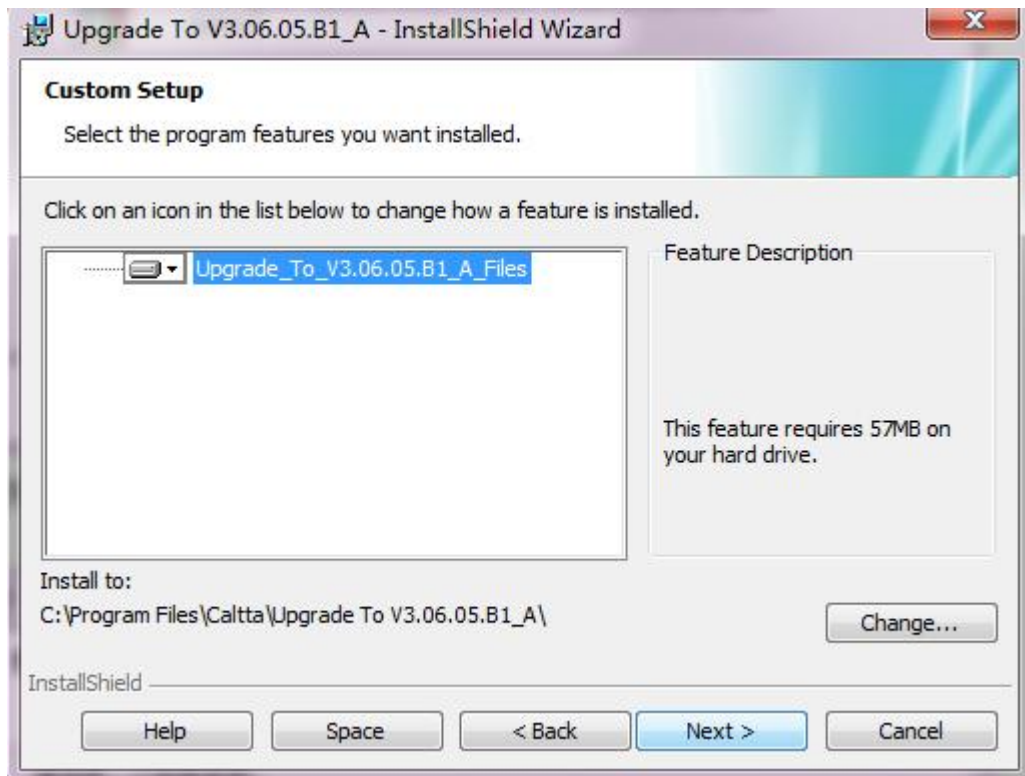 Upgrade To V3.06.05.B1_A - InstallShield Wizard
Custom Setup
Select the program features you want installed.
Click on an icon in the list below to change how a feature is installed.
Upgrade_To_V3.06.05.B1_A_Files
Feature Description
This feature requires 57MB on
your hard drive.
Install to:
C:\Program Files\Caltta\Upgrade To V3.06.05.B1_A\
Change...
InstallShield
Help
Space
< Back
Next >
Cancel